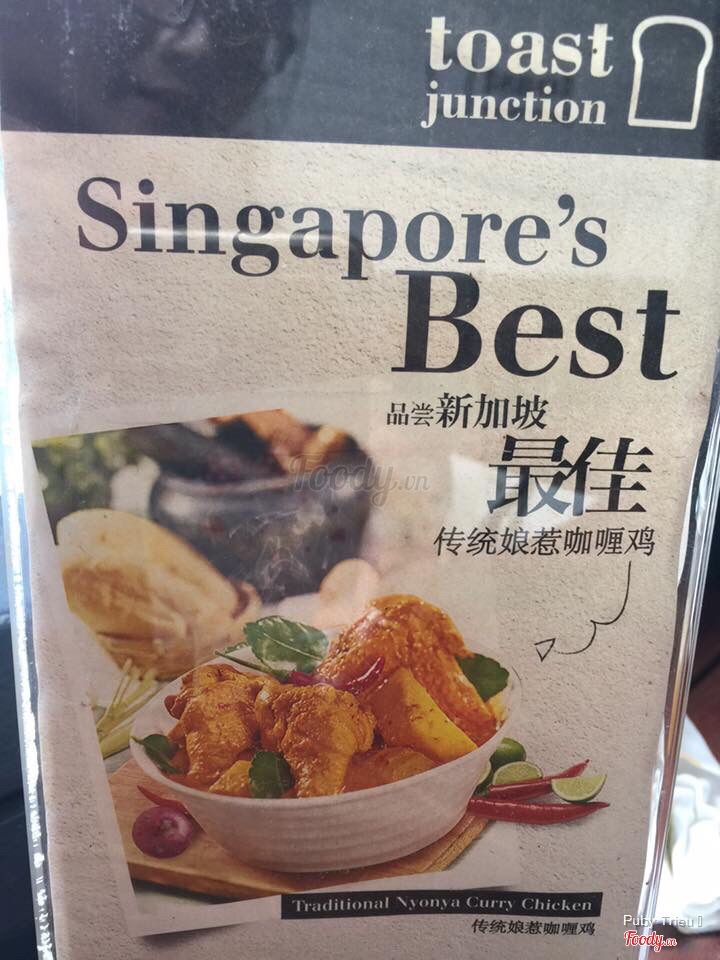 toast
junction
Singapore's
Best
品尝新加坡
最佳
传统娘惹咖喱鸡
Foody.vn
Traditional Nyonya Curry Chicken
传统娘惹咖喱鸡
Puby Trieu
Foody.vn